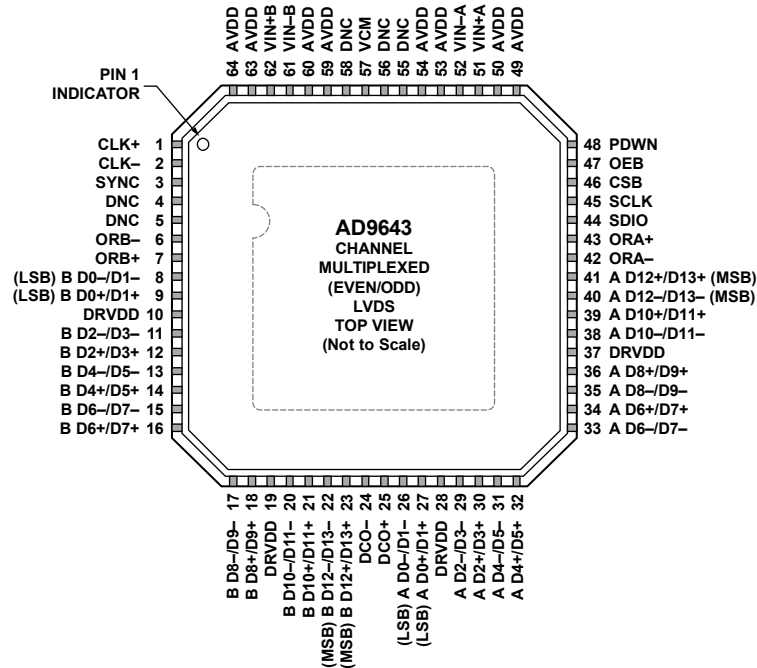 64 AVDD
63 AVDD
62 VIN+B
61 VIN–B
60 AVDD
59 AVDD
58 DNC
57 VCM
56 DNC
55 DNC
54 AVDD
53 AVDD
52 VIN–A
51 VIN+A
50 AVDD
49 AVDD
PIN 1
INDICATOR
CLK+ 1
CLK– 2
SYNC 3
DNC 4
DNC 5
ORB– 6
ORB+ 7
(LSB) B D0–/D1– 8
(LSB) B D0+/D1+ 9
DRVDD 10
B D2–/D3– 11
B D2+/D3+ 12
B D4–/D5– 13
B D4+/D5+ 14
B D6–/D7– 15
B D6+/D7+ 16
AD9643
CHANNEL
MULTIPLEXED
(EVEN/ODD)
LVDS
TOP VIEW
(Not to Scale)
48 PDWN
47 OEB
46 CSB
45 SCLK
44 SDIO
43 ORA+
42 ORA–
41 A D12+/D13+ (MSB)
40 A D12–/D13– (MSB)
39 A D10+/D11+
38 A D10–/D11–
37 DRVDD
36 A D8+/D9+
35 A D8–/D9–
34 A D6+/D7+
33 A D6–/D7–
B D8–/D9– 17
B D8+/D9+ 18
DRVDD 19
B D10–/D11– 20
B D10+/D11+ 21
(MSB) B D12–/D13– 22
(MSB) B D12+/D13+ 23
DCO– 24
DCO+ 25
(LSB) A D0–/D1– 26
(LSB) A D0+/D1+ 27
DRVDD 28
A D2–/D3– 29
A D2+/D3+ 30
A D4–/D5– 31
A D4+/D5+ 32